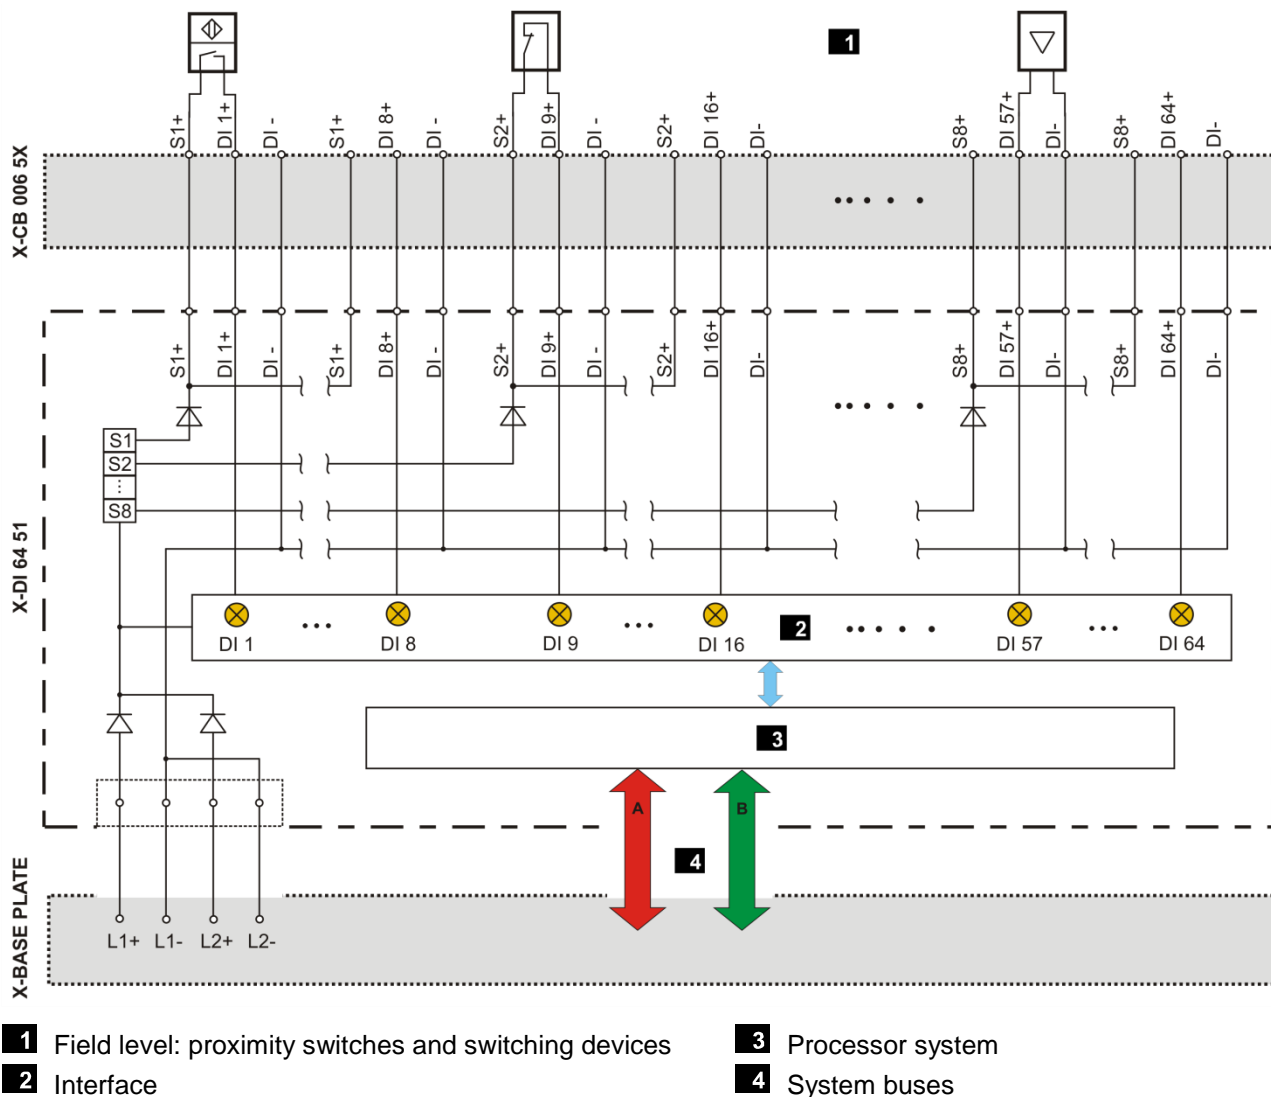 1
S1+ DI 1+ DI - S1+ DI 8+ DI - S2+ DI 9+ DI - S2+ DI 16+ DI- S8+ DI 57+ DI- S8+ DI 64+ DI-
X-CB 006 5X
S1+ DI 1+ DI - S1+ DI 8+ DI - S2+ DI 9+ DI - S2+ DI 16+ DI- S8+ DI 57+ DI- S8+ DI 64+ DI-
S1
S2
S8
X-DI 64 51
2
DI 1 ... DI 8 DI 9 ... DI 16 DI 57 ... DI 64
3
A B
4
X-BASE PLATE
L1+ L1- L2+ L2-
1 Field level: proximity switches and switching devices
3 Processor system
2 Interface
4 System buses